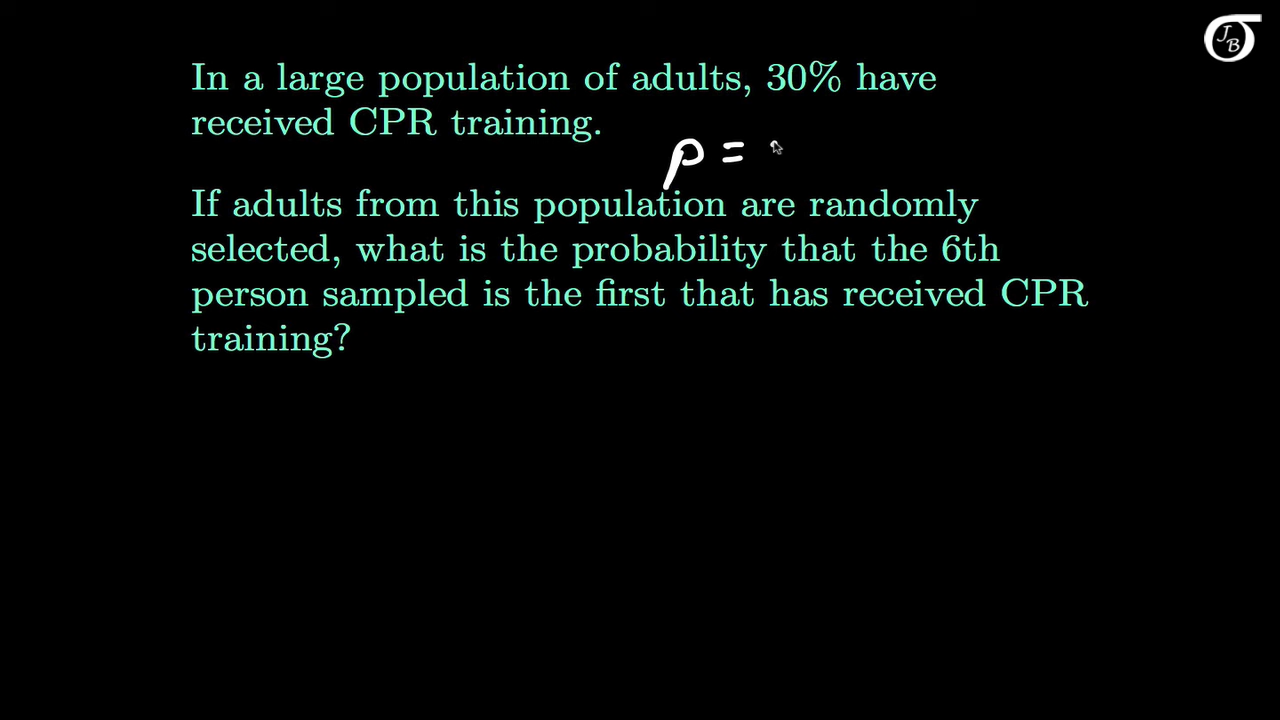 JB
In a large population of adults, 30% have
received CPR training.
p =
If adults from this population are randomly
selected, what is the probability that the 6th
person sampled is the first that has received CPR
training?